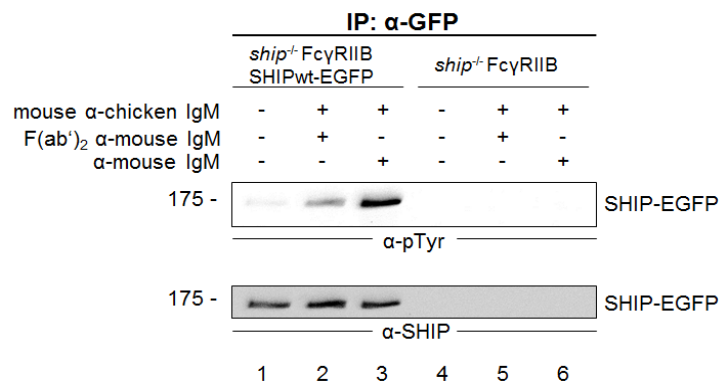 IP: α-GFP
ship-/- FcγRIIB
SHIPwt-EGFP
ship-/- FcγRIIB
mouse α-chicken IgM - + + - + +
F(ab')2 α-mouse IgM - + - - + -
α-mouse IgM - - + - - +
175 - SHIP-EGFP
α-pTyr
175 - SHIP-EGFP
α-SHIP
1 2 3 4 5 6